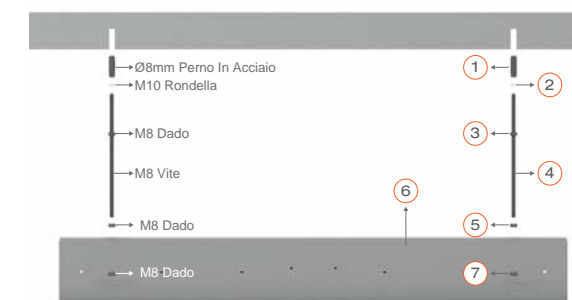 Ø8mm Perno In Acciaio
1
M10 Rondella
2
M8 Dado
3
M8 Vite
4
6
M8 Dado
5
M8 Dado
7